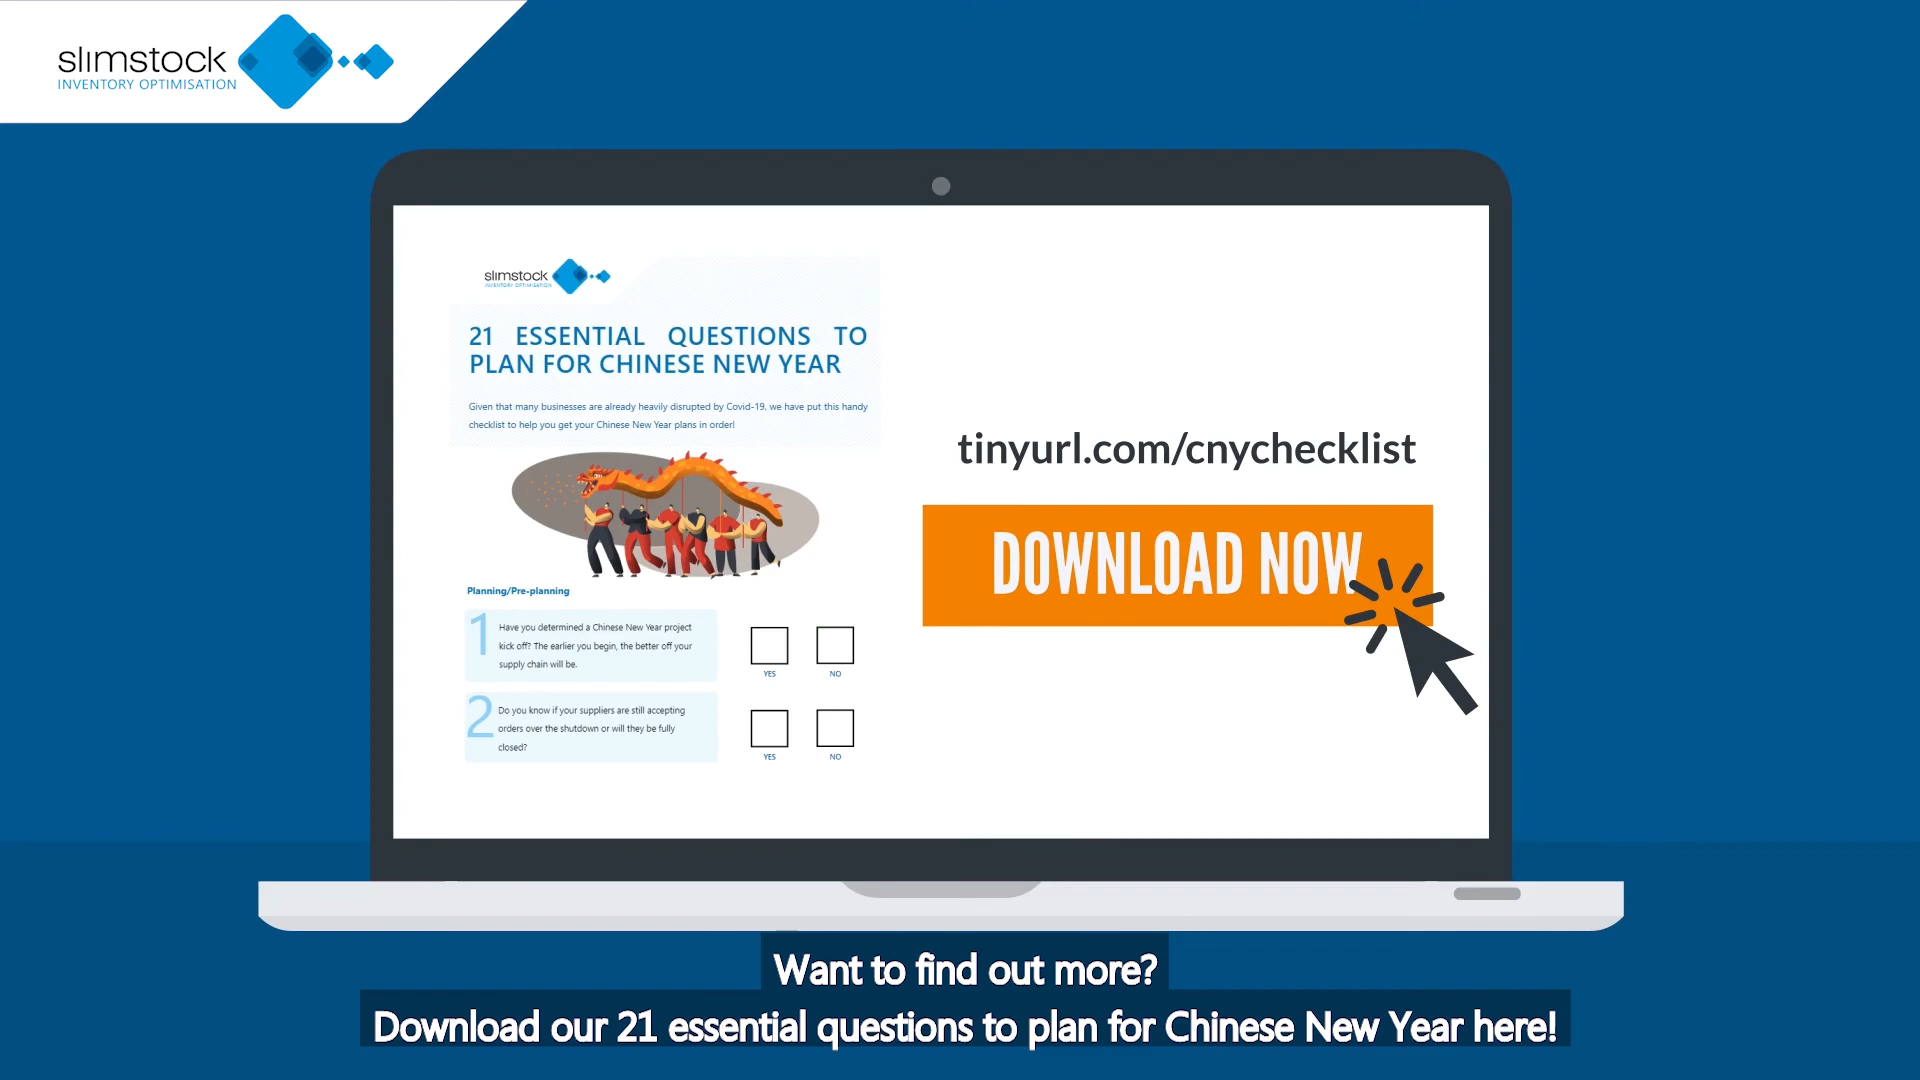 slimstock
INVENTORY OPTIMISATION
slimstock
INVENTORY OPTIMISATION
21 ESSENTIAL QUESTIONS TO
PLAN FOR CHINESE NEW YEAR
Given that many businesses are already heavily disrupted by Covid-19, we have put this handy
checklist to help you get your Chinese New Year plans in order!
Planning/Pre-planning
1 Have you determined a Chinese New Year project
kick off? The earlier you begin, the better off your
supply chain will be.
YES NO
2 Do you know if your suppliers are still accepting
orders over the shutdown or will they be fully
closed?
YES NO
tinyurl.com/cnychecklist
DOWNLOAD NOW
Want to find out more?
Download our 21 essential questions to plan for Chinese New Year here!